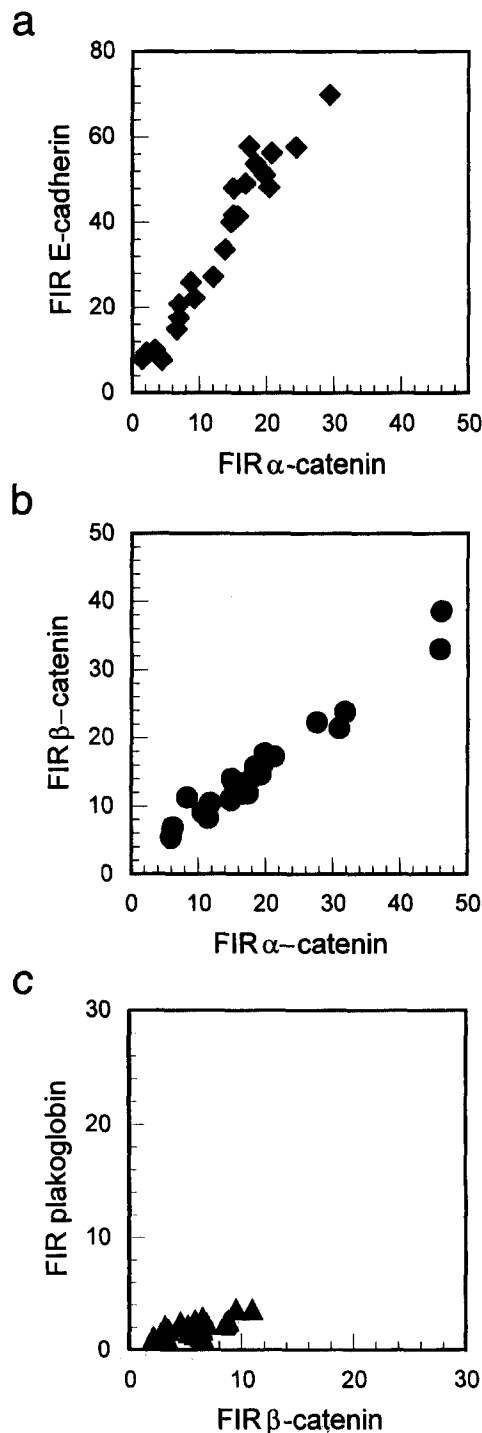 a
80
60
40
20
0
FIR E-cadherin
0 10 20 30 40 50
FIR α-catenin
b
50
40
30
20
10
0
FIR β–catenin
0 10 20 30 40 50
FIR α–catenin
c
30
20
10
0
FIR plakoglobin
0 10 20 30
FIR β-catenin